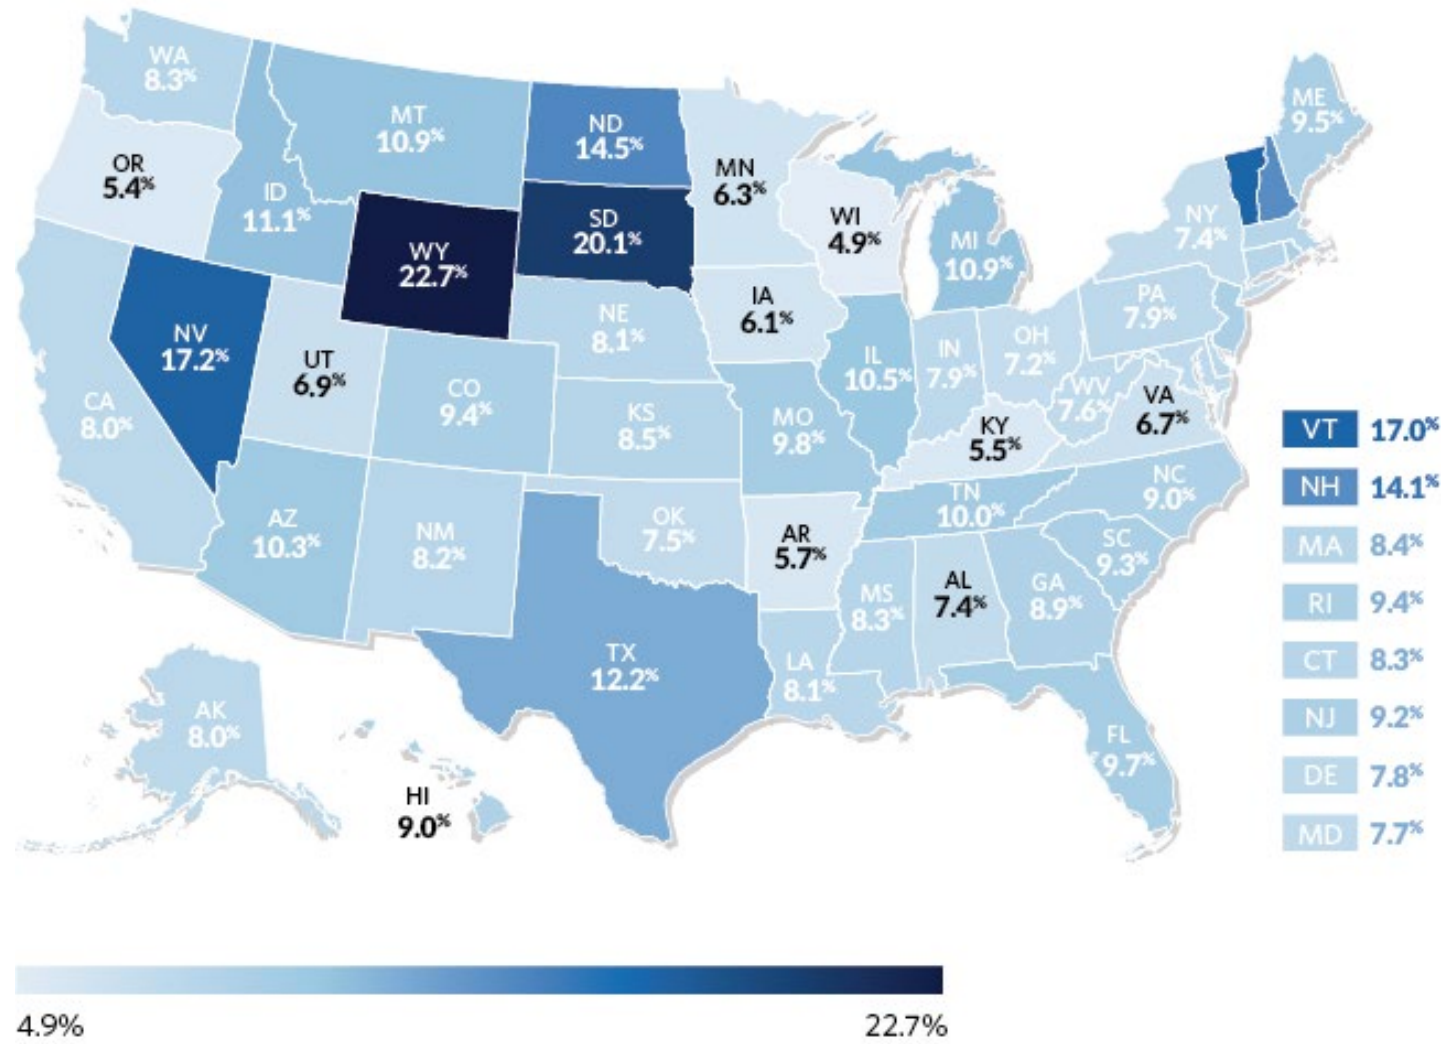 WA
8.3%
MT
10.9%
ND
14.5%
ME
9.5%
OR
5.4%
ID
11.1%
MN
6.3%
WI
4.9%
NY
7.4%
SD
20.1%
WY
22.7%
MI
10.9%
NV
17.2%
UT
6.9%
NE
8.1%
IA
6.1%
PA
7.9%
IL
10.5%
IN
7.9%
OH
7.2%
CA
8.0%
CO
9.4%
KS
8.5%
MO
9.8%
WV
7.6%
VA
6.7%
KY
5.5%
VT 17.0%
NH 14.1%
MA 8.4%
RI 9.4%
CT 8.3%
NJ 9.2%
DE 7.8%
MD 7.7%
AZ
10.3%
NM
8.2%
OK
7.5%
AR
5.7%
TN
10.0%
NC
9.0%
SC
9.3%
MS
8.3%
AL
7.4%
GA
8.9%
TX
12.2%
LA
8.1%
FL
9.7%
AK
8.0%
HI
9.0%
4.9%
22.7%